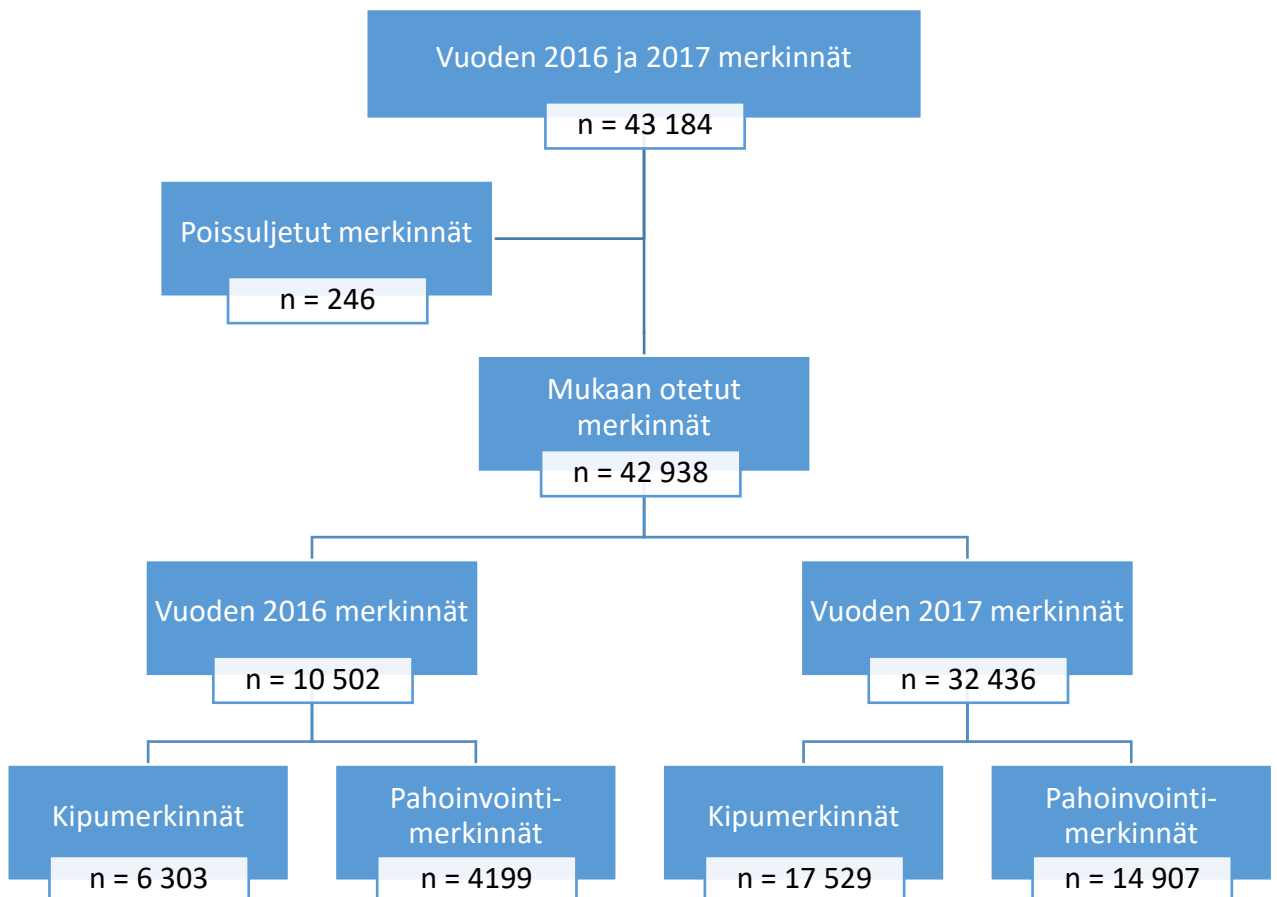 Vuoden 2016 ja 2017 merkinnät
n = 43 184
Poissuljetut merkinnät
n = 246
Mukaan otetut
merkinnät
n = 42 938
Vuoden 2016 merkinnät
n = 10 502
Vuoden 2017 merkinnät
n = 32 436
Kipumerkinnät
n = 6 303
Pahoinvointi-
merkinnät
n = 4199
Kipumerkinnät
n = 17 529
Pahoinvointi-
merkinnät
n = 14 907